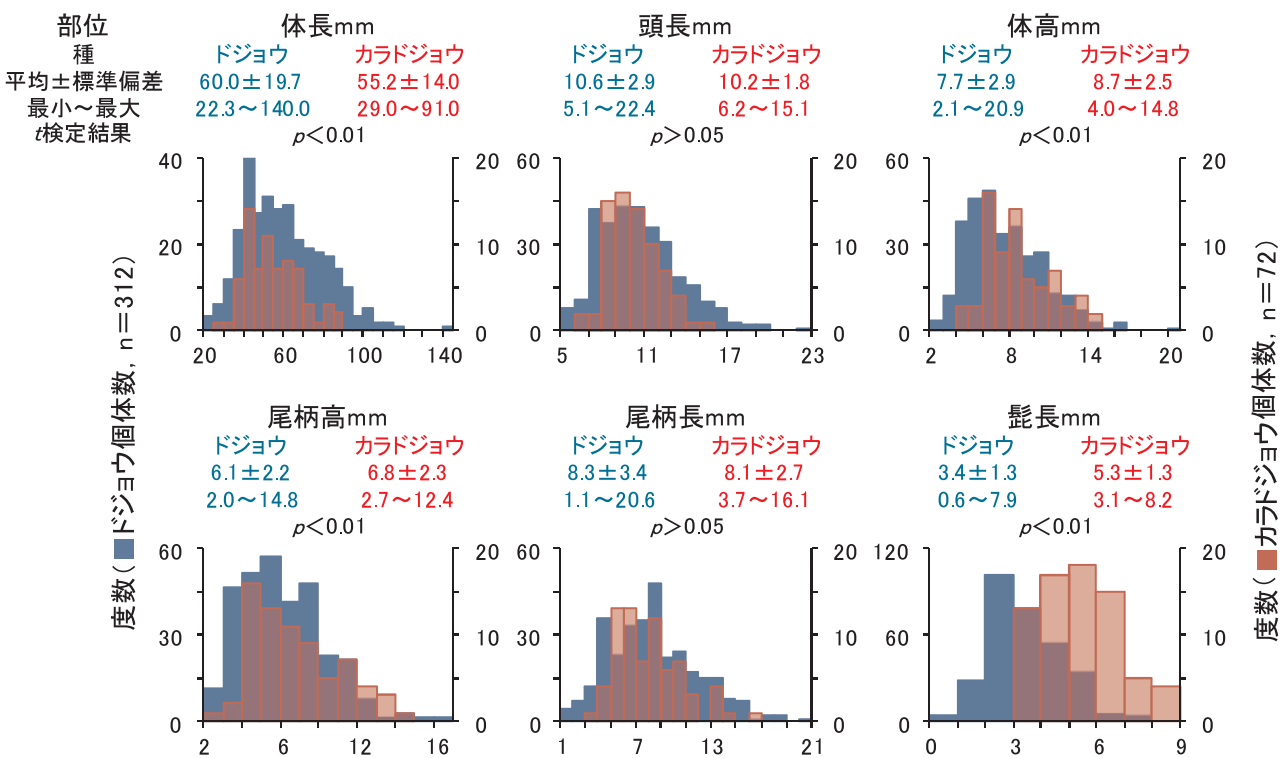 部位
種
平均±標準偏差
最小～最大
t検定結果
体長mm
ドジョウ カラドジョウ
60.0±19.7 55.2±14.0
22.3～140.0 29.0～91.0
p＜0.01
40 20
20 10
0 0
20 60 100 140
頭長mm
ドジョウ カラドジョウ
10.6±2.9 10.2±1.8
5.1～22.4 6.2～15.1
p＞0.05
60 20
30 10
0 0
5 11 17 23
体高mm
ドジョウ カラドジョウ
7.7±2.9 8.7±2.5
2.1～20.9 4.0～14.8
p＜0.01
60 20
30 10
0 0
2 8 14 20
尾柄高mm
ドジョウ カラドジョウ
6.1±2.2 6.8±2.3
2.0～14.8 2.7～12.4
p＜0.01
60 20
30 10
0 0
2 6 12 16
尾柄長mm
ドジョウ カラドジョウ
8.3±3.4 8.1±2.7
1.1～20.6 3.7～16.1
p＞0.05
60 20
30 10
0 0
1 7 13 21
髭長mm
ドジョウ カラドジョウ
3.4±1.3 5.3±1.3
0.6～7.9 3.1～8.2
p＜0.01
120 20
60 10
0 0
0 3 6 9
度数(■ドジョウ個体数, n＝312)
度数(■カラドジョウ個体数, n＝72)